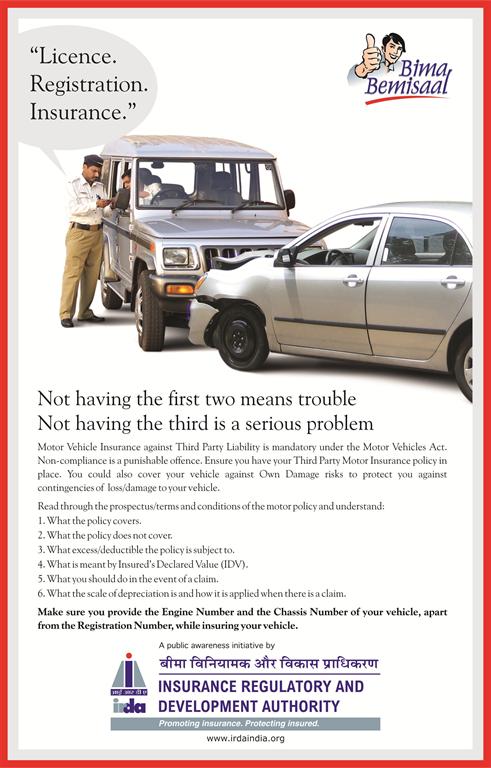 “Licence.
Registration.
Insurance.”
Bima
Bemisaal
Not having the first two means trouble
Not having the third is a serious problem
Motor Vehicle Insurance against Third Party Liability is mandatory under the Motor Vehicles Act.
Non-compliance is a punishable offence. Ensure you have your Third Party Motor Insurance policy in
place. You could also cover your vehicle against Own Damage risks to protect you against
contingencies of loss/damage to your vehicle.
Read through the prospectus/terms and conditions of the motor policy and understand:
1. What the policy covers.
2. What the policy does not cover.
3. What excess/deductible the policy is subject to.
4. What is meant by Insured's Declared Value (IDV).
5. What you should do in the event of a claim.
6. What the scale of depreciation is and how it is applied when there is a claim.
Make sure you provide the Engine Number and the Chassis Number of your vehicle, apart
from the Registration Number, while insuring your vehicle.
A public awareness initiative by
बीमा विनियामक और विकास प्राधिकरण
आई आर डी ए
irda
INSURANCE REGULATORY AND
DEVELOPMENT AUTHORITY
Promoting insurance. Protecting insured.
www.irdaindia.org